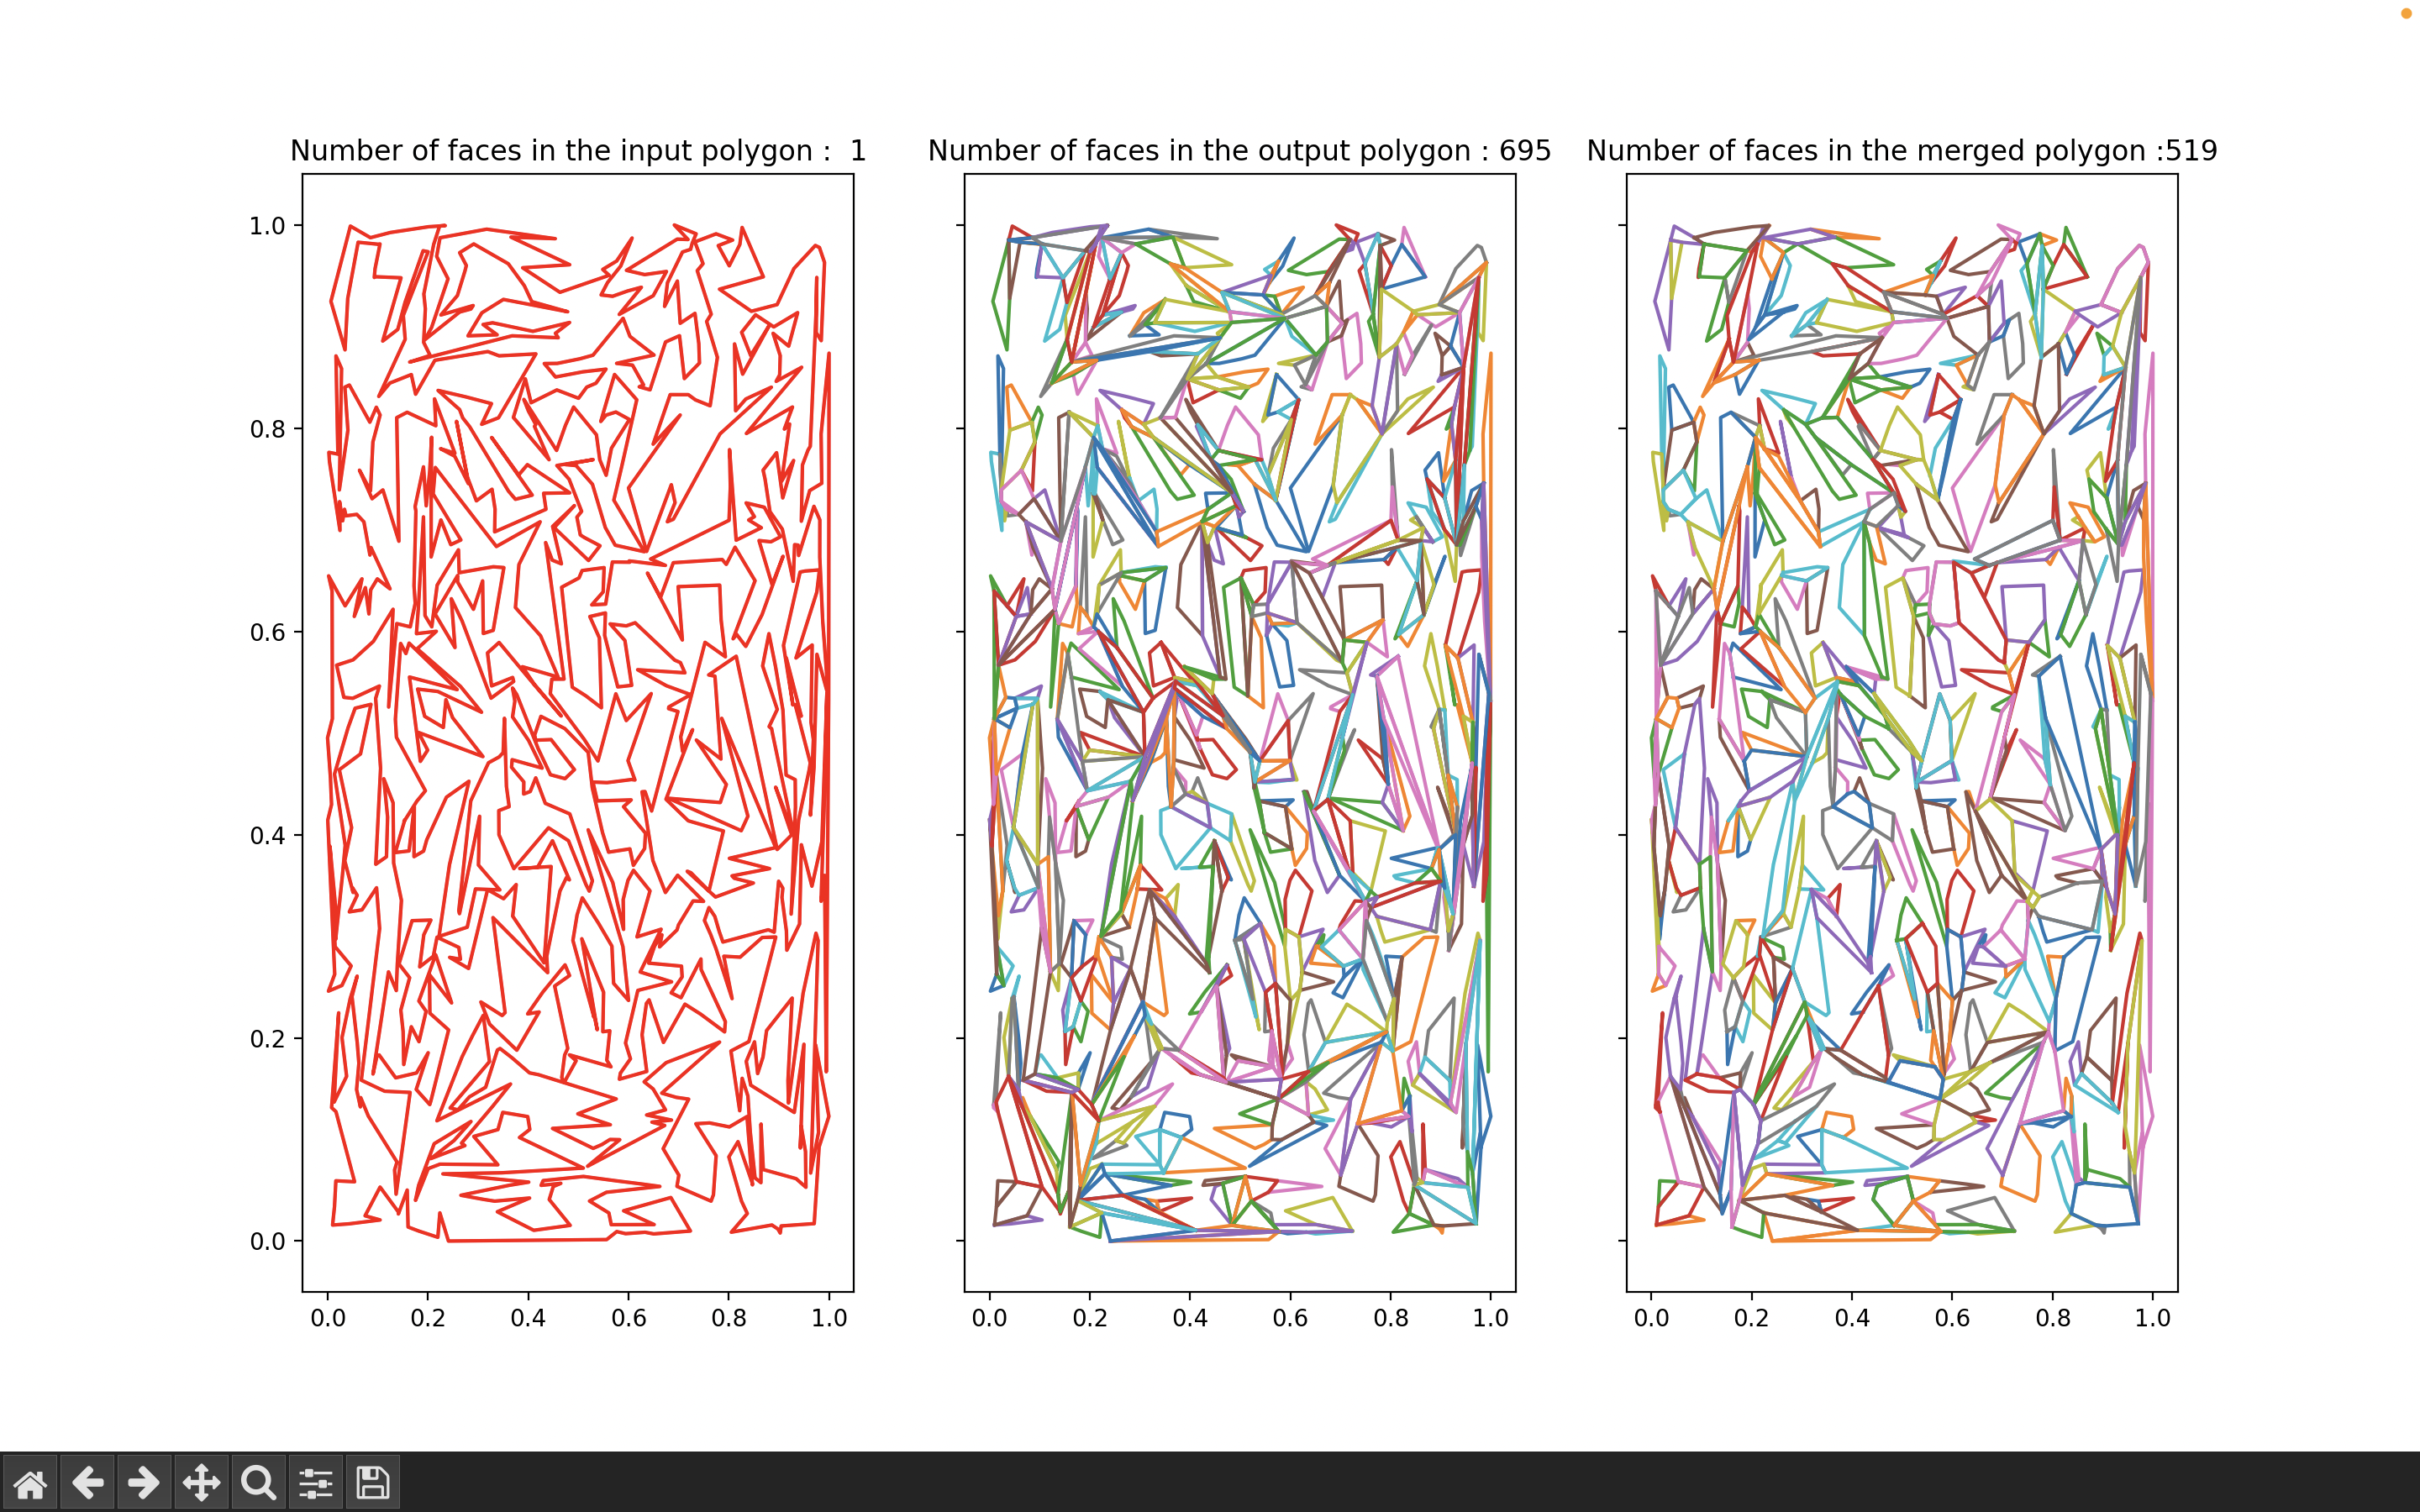 Number of faces in the input polygon :  1
Number of faces in the output polygon : 695
Number of faces in the merged polygon :519
1.0
0.8
0.6
0.4
0.2
0.0
0.0 0.2 0.4 0.6 0.8 1.0
0.0 0.2 0.4 0.6 0.8 1.0
0.0 0.2 0.4 0.6 0.8 1.0